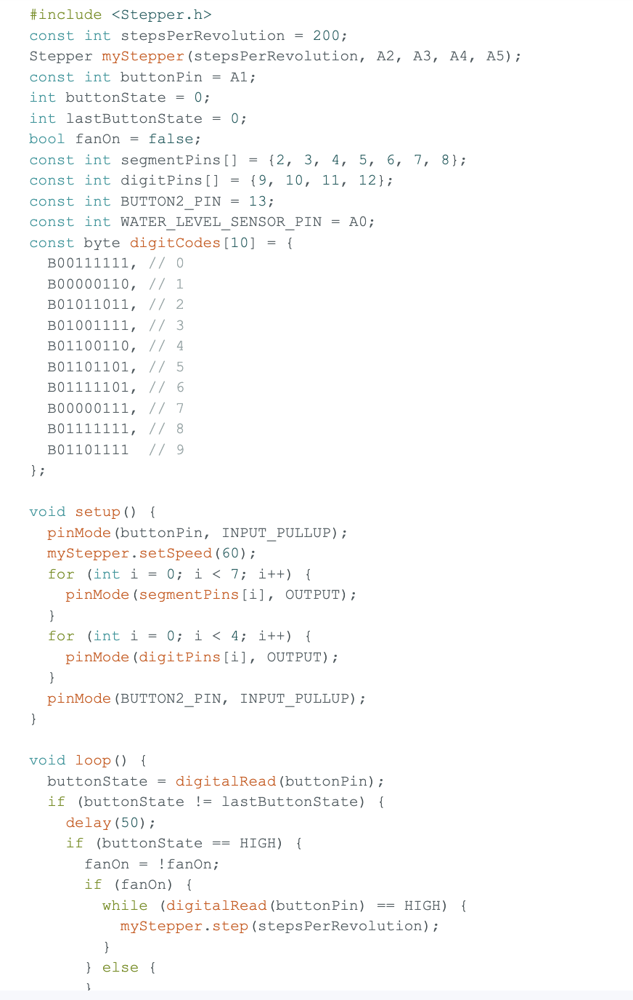 #include <Stepper.h>
const int stepsPerRevolution = 200;
Stepper myStepper(stepsPerRevolution, A2, A3, A4, A5);
const int buttonPin = A1;
int buttonState = 0;
int lastButtonState = 0;
bool fanOn = false;
const int segmentPins[] = {2, 3, 4, 5, 6, 7, 8};
const int digitPins[] = {9, 10, 11, 12};
const int BUTTON2_PIN = 13;
const int WATER_LEVEL_SENSOR_PIN = A0;
const byte digitCodes[10] = {
  B00111111, // 0
  B00000110, // 1
  B01011011, // 2
  B01001111, // 3
  B01100110, // 4
  B01101101, // 5
  B01111101, // 6
  B00000111, // 7
  B01111111, // 8
  B01101111  // 9
};

void setup() {
  pinMode(buttonPin, INPUT_PULLUP);
  myStepper.setSpeed(60);
  for (int i = 0; i < 7; i++) {
    pinMode(segmentPins[i], OUTPUT);
  }
  for (int i = 0; i < 4; i++) {
    pinMode(digitPins[i], OUTPUT);
  }
  pinMode(BUTTON2_PIN, INPUT_PULLUP);
}

void loop() {
  buttonState = digitalRead(buttonPin);
  if (buttonState != lastButtonState) {
    delay(50);
    if (buttonState == HIGH) {
      fanOn = !fanOn;
      if (fanOn) {
        while (digitalRead(buttonPin) == HIGH) {
          myStepper.step(stepsPerRevolution);
        }
      } else {
      }